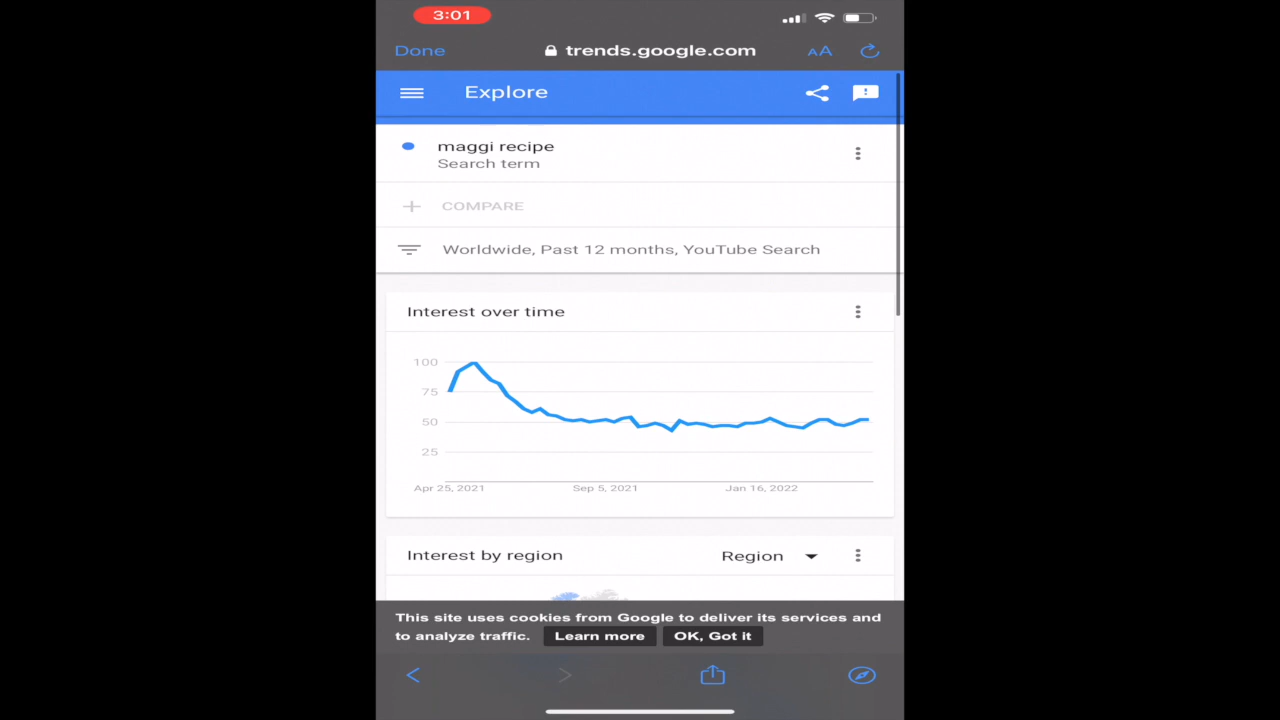 3:01
Done
trends.google.com
AA
Explore
maggi recipe
Search term
COMPARE
Worldwide, Past 12 months, YouTube Search
Interest over time
100
75
50
25
Apr 25, 2021
Sep 5, 2021
Jan 16, 2022
Interest by region
Region
This site uses cookies from Google to deliver its services and
to analyze traffic.
Learn more
OK, Got it